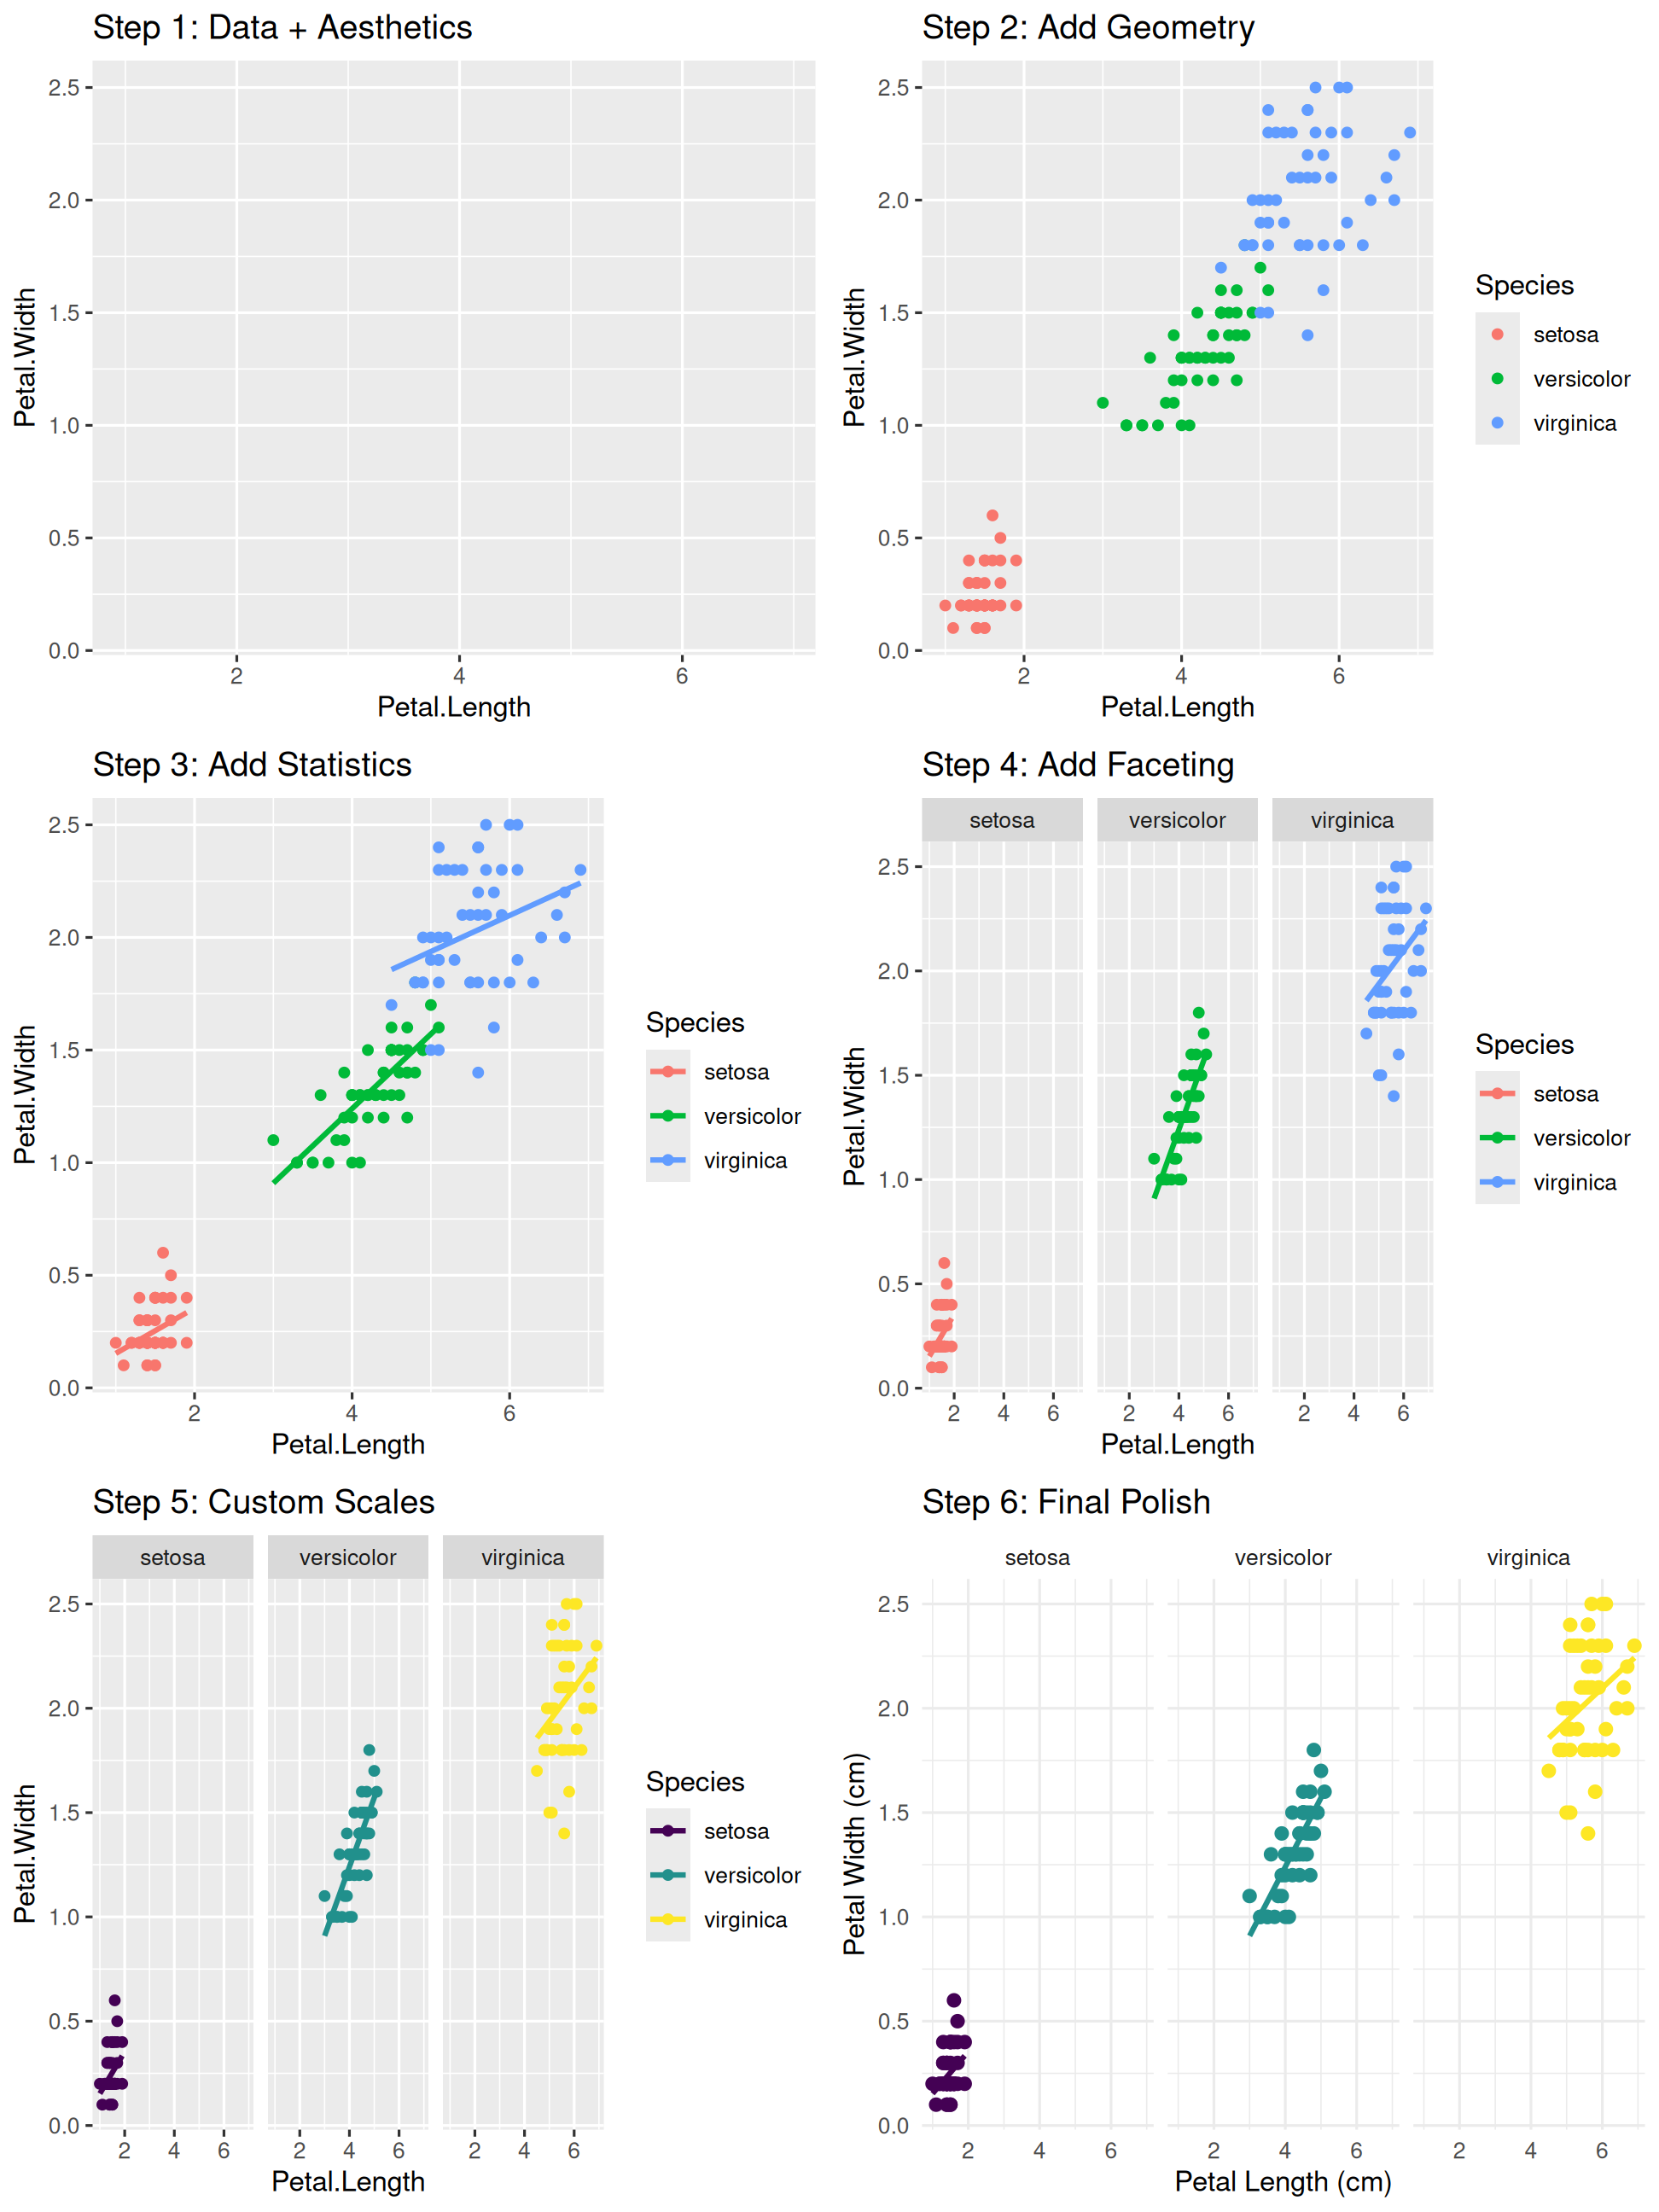 Step 1: Data + Aesthetics
2.5
2.0
1.5
1.0
0.5
0.0
Petal.Width
2 4 6
Petal.Length
Step 2: Add Geometry
2.5
2.0
1.5
1.0
0.5
0.0
Petal.Width
2 4 6
Petal.Length
Species
setosa
versicolor
virginica
Step 3: Add Statistics
2.5
2.0
1.5
1.0
0.5
0.0
Petal.Width
2 4 6
Petal.Length
Species
setosa
versicolor
virginica
Step 4: Add Faceting
setosa versicolor virginica
2.5
2.0
1.5
1.0
0.5
0.0
Petal.Width
2 4 6 2 4 6 2 4 6
Petal.Length
Species
setosa
versicolor
virginica
Step 5: Custom Scales
setosa versicolor virginica
2.5
2.0
1.5
1.0
0.5
0.0
Petal.Width
2 4 6 2 4 6 2 4 6
Petal.Length
Species
setosa
versicolor
virginica
Step 6: Final Polish
setosa versicolor virginica
2.5
2.0
1.5
1.0
0.5
0.0
Petal Width (cm)
2 4 6 2 4 6 2 4 6
Petal Length (cm)